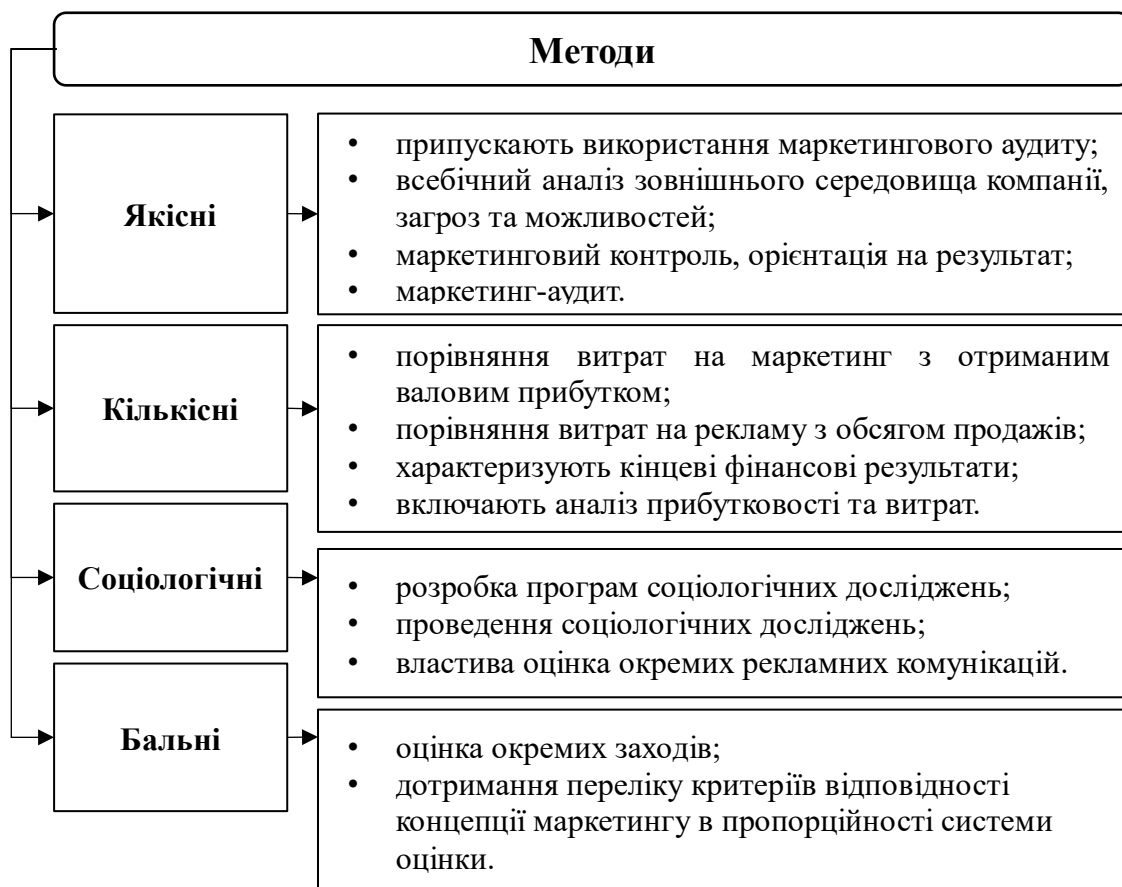 Методи
Якісні
• припускають використання маркетингового аудиту;
• всебічний аналіз зовнішнього середовища компанії,
загроз та можливостей;
• маркетинговий контроль, орієнтація на результат;
• маркетинг-аудит.
Кількісні
• порівняння витрат на маркетинг з отриманим
валовим прибутком;
• порівняння витрат на рекламу з обсягом продажів;
• характеризують кінцеві фінансові результати;
• включають аналіз прибутковості та витрат.
Соціологічні
• розробка програм соціологічних досліджень;
• проведення соціологічних досліджень;
• властива оцінка окремих рекламних комунікацій.
Бальні
• оцінка окремих заходів;
• дотримання переліку критеріїв відповідності
концепції маркетингу в пропорційності системи
оцінки.